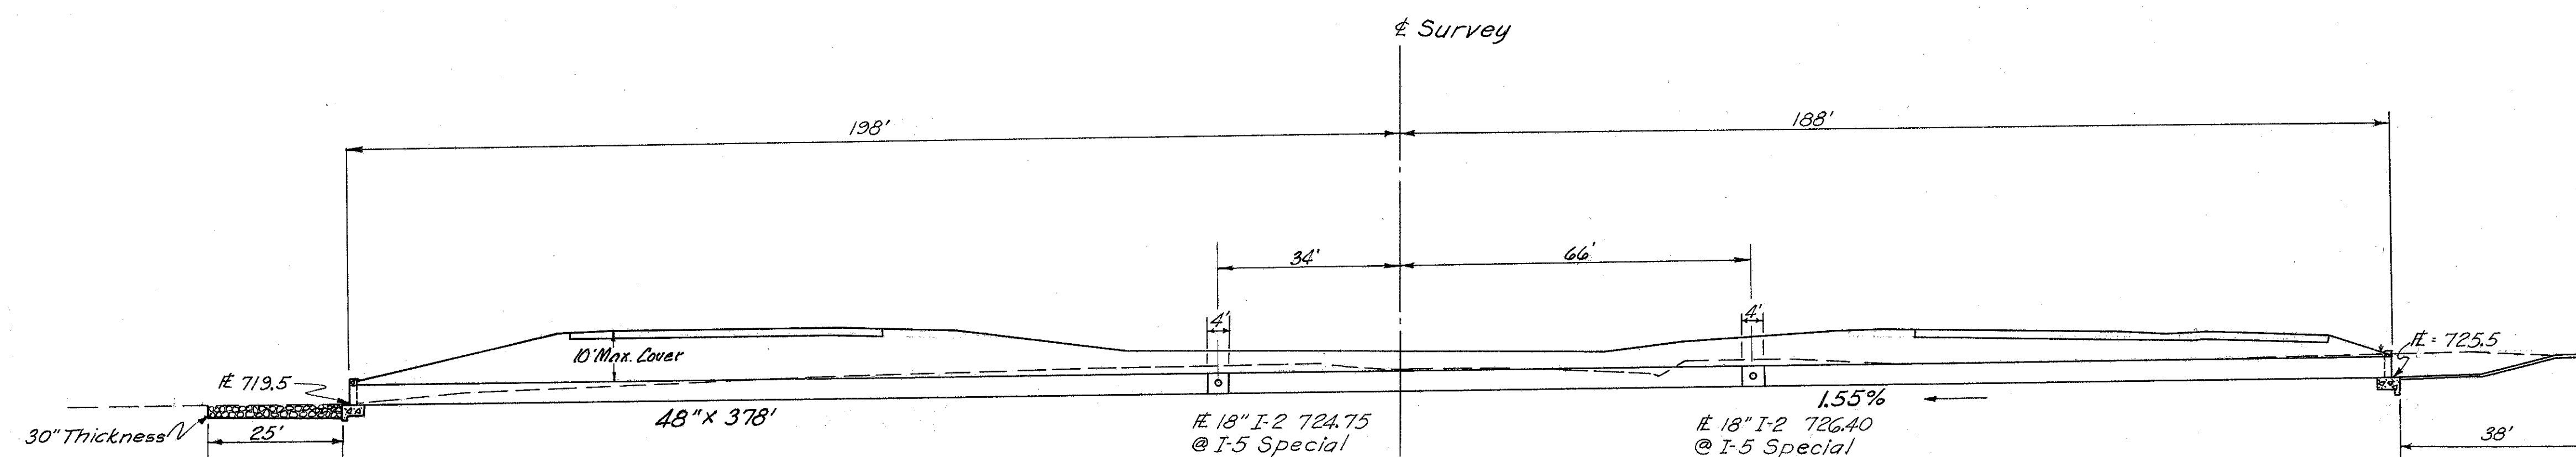 ℄ Survey
198'
188'
34'
66'
4'
4'
10' Max. Cover
FL 719.5
FL = 725.5
48" X 378'
1.55%
30" Thickness
25'
FL 18" I-2 724.75
@ I-5 Special
FL 18" I-2 726.40
@ I-5 Special
38'